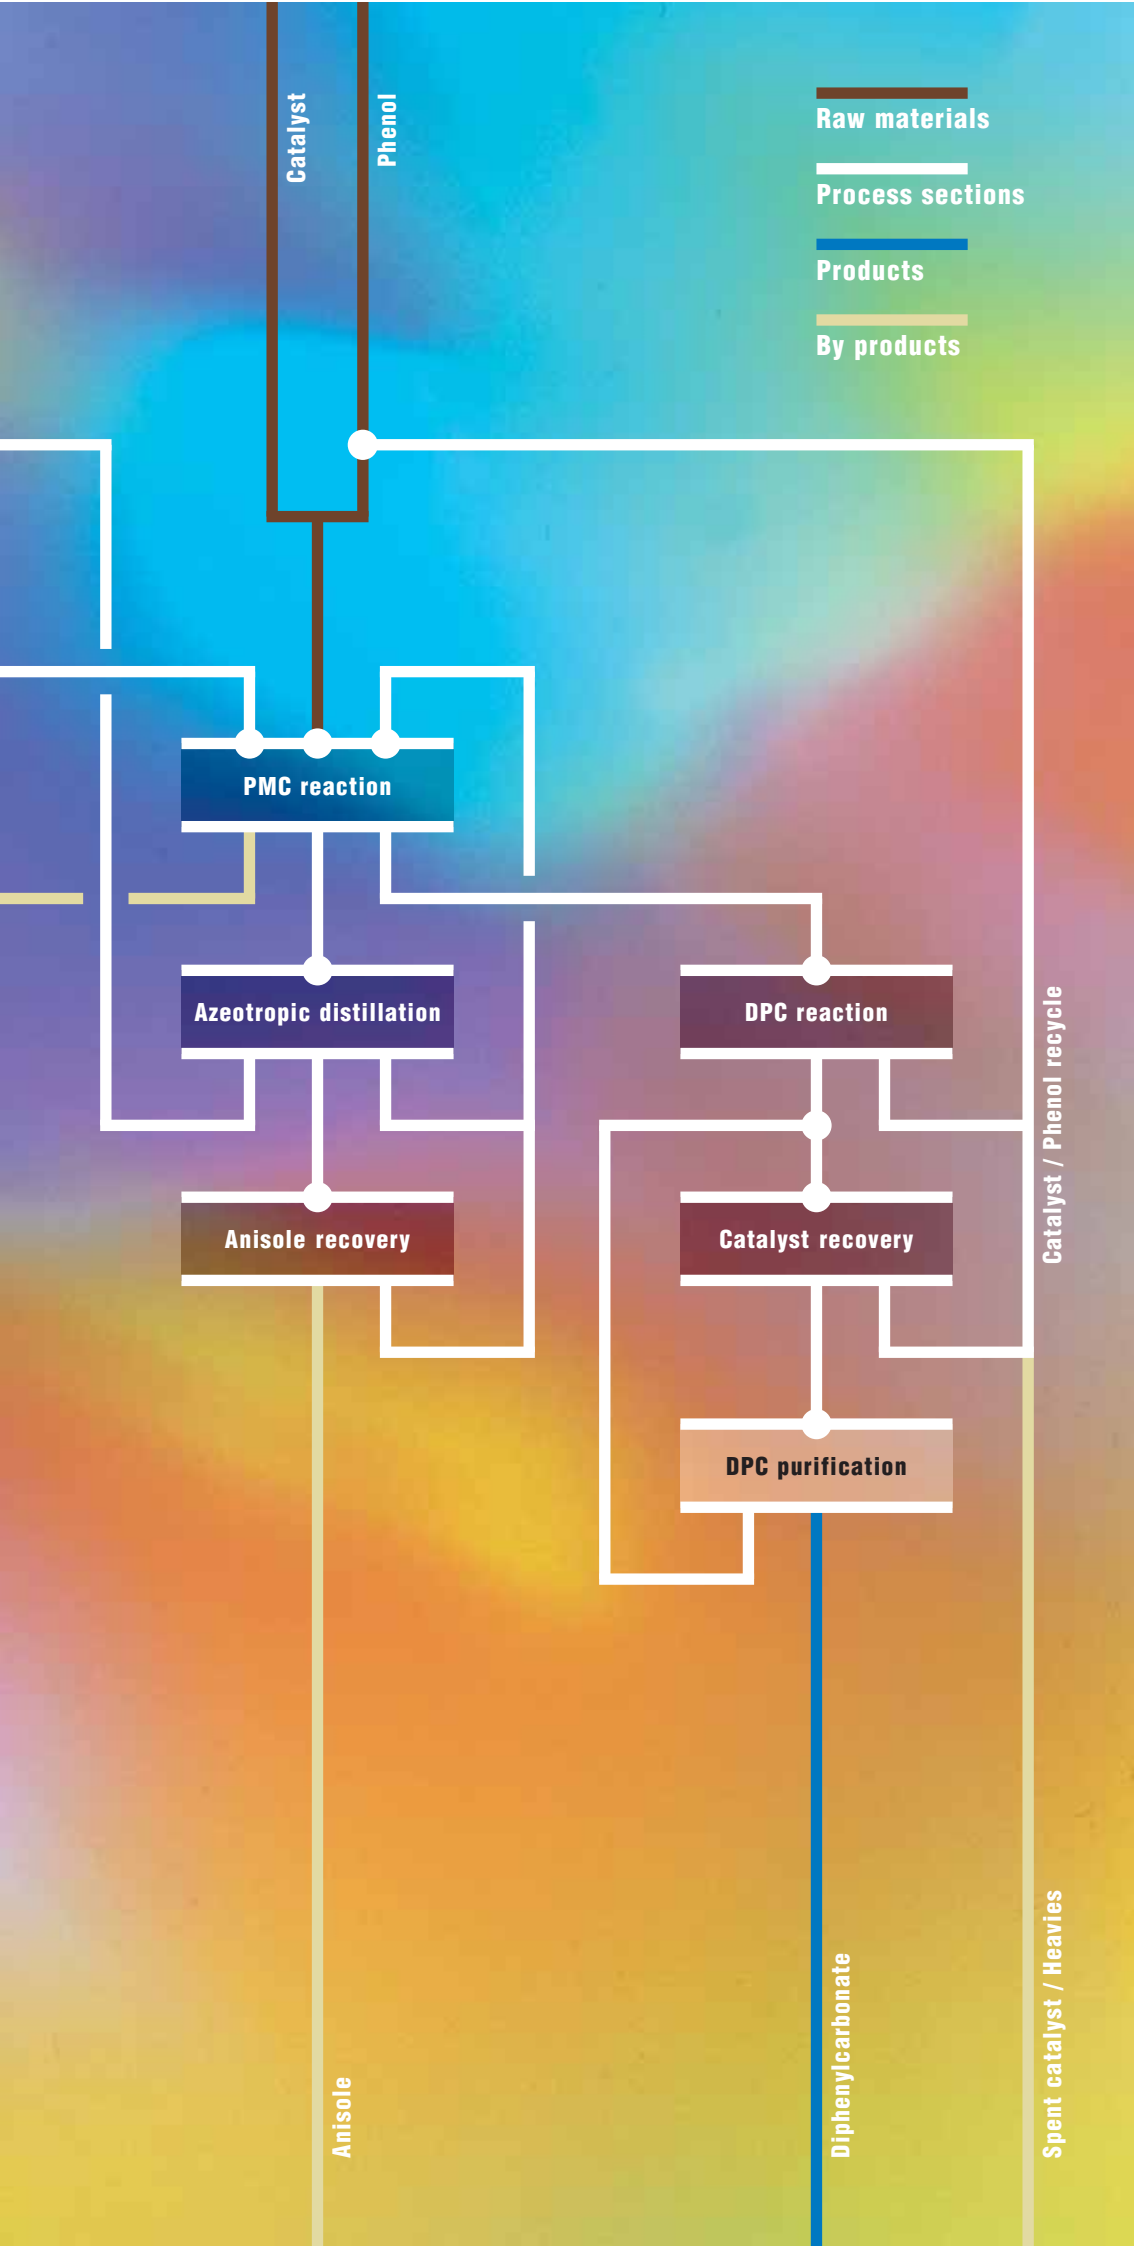 Catalyst
Phenol
Raw materials
Process sections
Products
By products
PMC reaction
Azeotropic distillation
DPC reaction
Catalyst / Phenol recycle
Anisole recovery
Catalyst recovery
DPC purification
Anisole
Diphenylcarbonate
Spent catalyst / Heavies